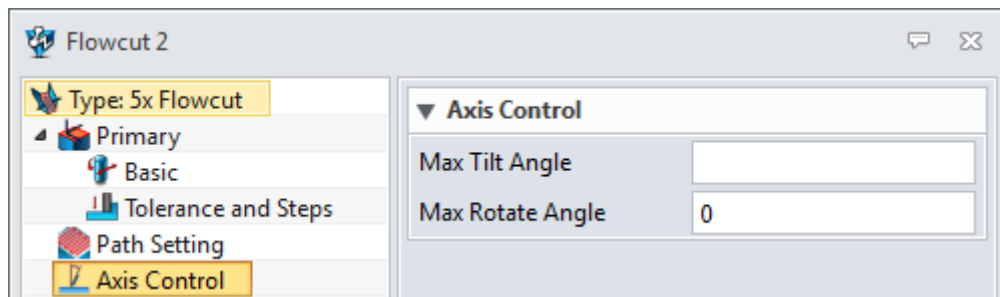 Flowcut 2
Type: 5x Flowcut
Primary
Basic
Tolerance and Steps
Path Setting
Axis Control
Axis Control
Max Tilt Angle
Max Rotate Angle 0